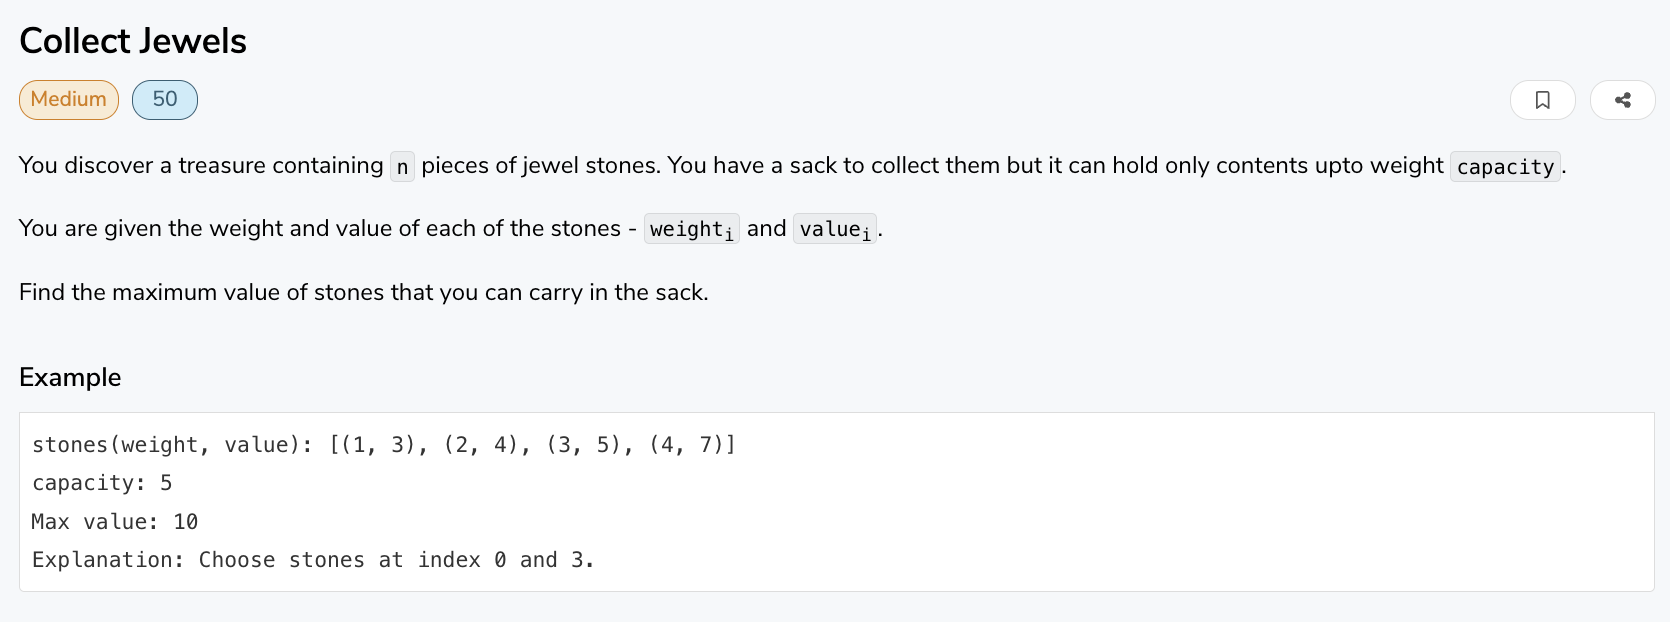 Collect Jewels
Medium 50
You discover a treasure containing n pieces of jewel stones. You have a sack to collect them but it can hold only contents upto weight capacity.
You are given the weight and value of each of the stones - weightᵢ and valueᵢ.
Find the maximum value of stones that you can carry in the sack.
Example
stones(weight, value): [(1, 3), (2, 4), (3, 5), (4, 7)]
capacity: 5
Max value: 10
Explanation: Choose stones at index 0 and 3.